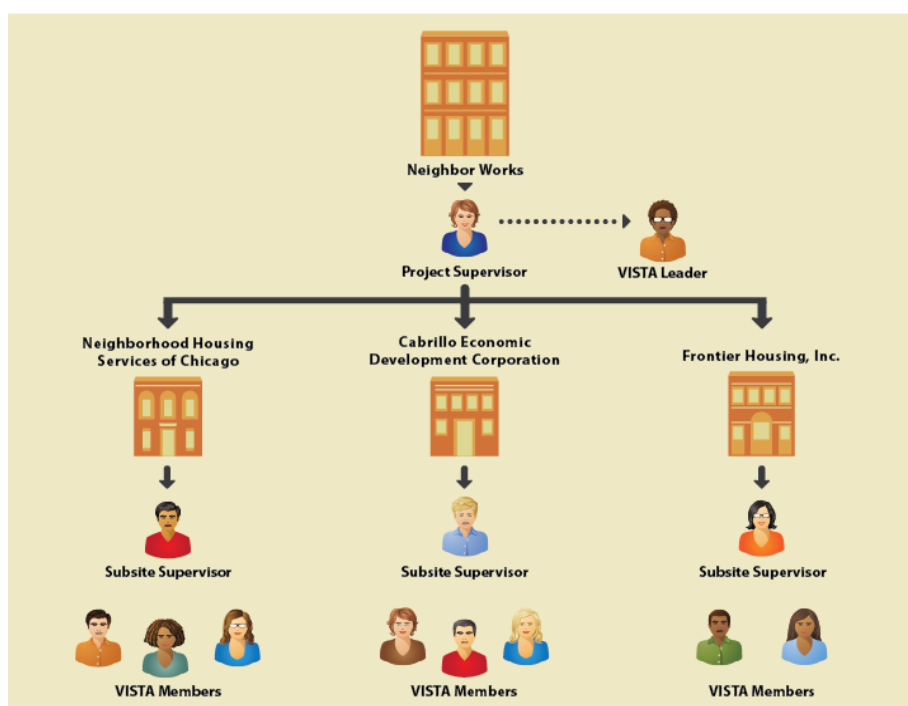 Neighbor Works
Project Supervisor
VISTA Leader
Neighborhood Housing
Services of Chicago
Cabrillo Economic
Development Corporation
Frontier Housing, Inc.
Subsite Supervisor
Subsite Supervisor
Subsite Supervisor
VISTA Members
VISTA Members
VISTA Members